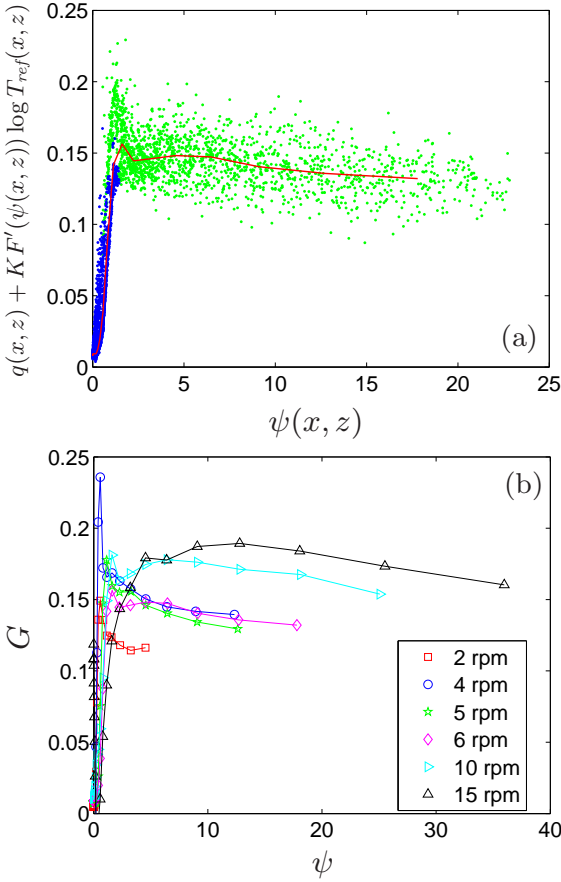 q(x, z) + KF′(ψ(x, z)) log T_ref(x, z)
0.25
0.2
0.15
0.1
0.05
0
(a)
0 5 10 15 20 25
ψ(x, z)
0.25
(b)
0.2
0.15
G
0.1
0.05
0
2 rpm
4 rpm
5 rpm
6 rpm
10 rpm
15 rpm
0 10 20 30 40
ψ